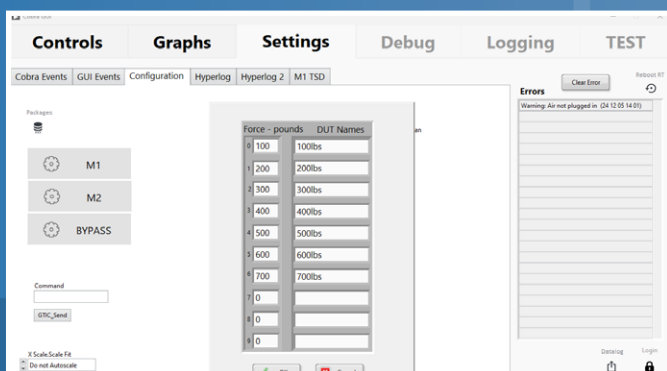 Cobra GUI
Controls Graphs Settings Debug Logging TEST
Cobra Events GUI Events Configuration Hyperlog Hyperlog 2 M1 TSD
Errors Clear Error Reboot RT
Warning: Air not plugged in (24 12 05 14 01)
Packages
M1
M2
BYPASS
Force - pounds DUT Names
0 100 100lbs
1 200 200lbs
2 300 300lbs
3 400 400lbs
4 500 500lbs
5 600 600lbs
6 700 700lbs
7 0
8 0
9 0
Command
GTIC_Send
X Scale.Scale Fit
Do not Autoscale
Datalog Login